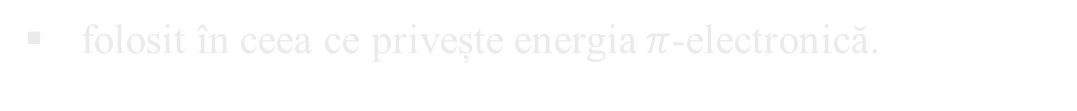 ▪ folosit în ceea ce privește energia π-electronică.